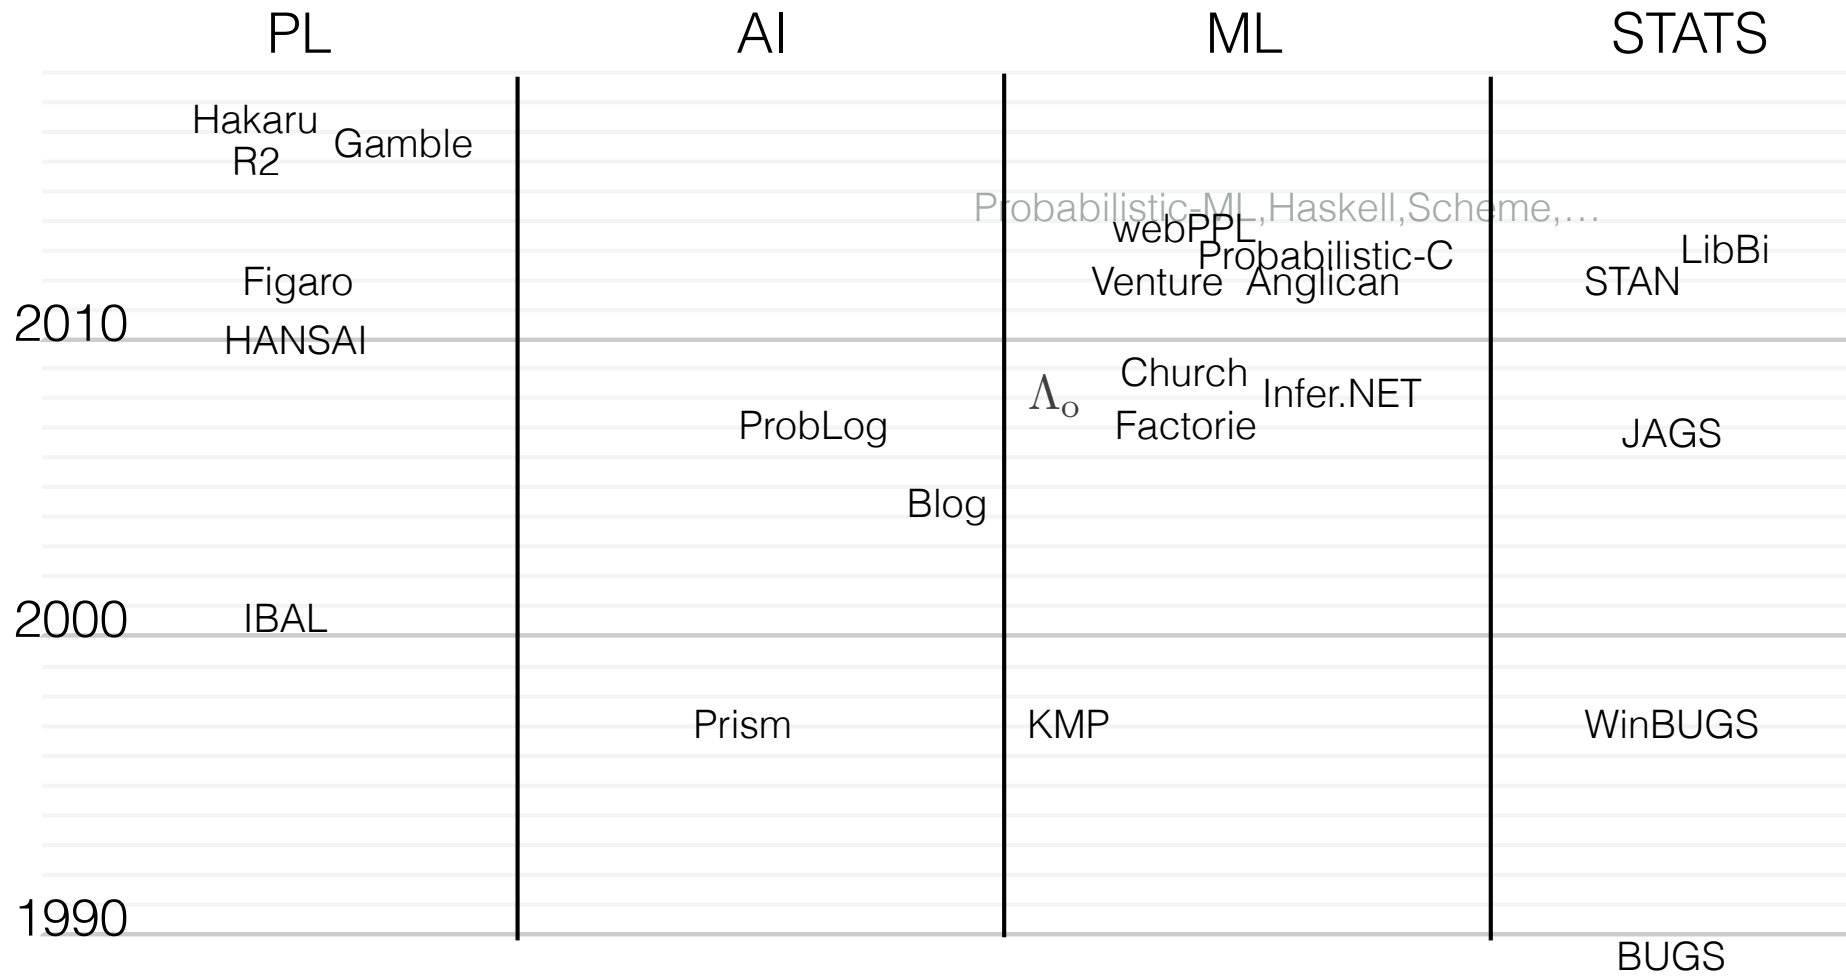 PL AI ML STATS
Hakaru
Gamble
R2
Probabilistic-ML,Haskell,Scheme,…
webPPL
LibBi
Probabilistic-C
Figaro
Venture Anglican
STAN
2010
HANSAI
Church
Λo
Infer.NET
ProbLog
Factorie
JAGS
Blog
2000
IBAL
Prism
KMP
WinBUGS
1990
BUGS